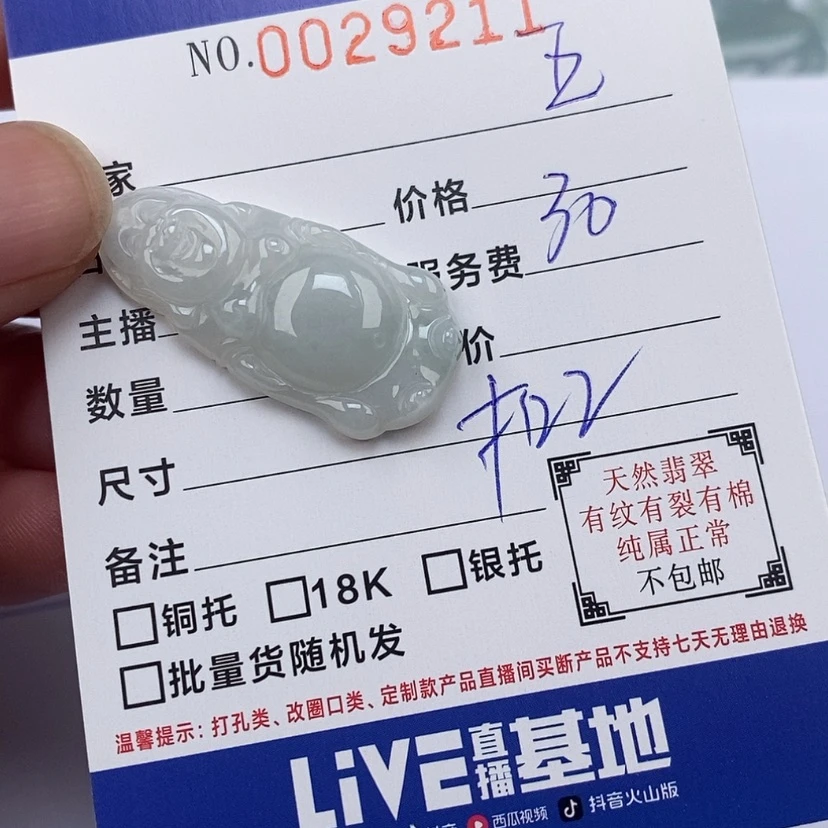 NO.0029211
家
价格
30
服务费
主播
价
数量
尺寸
天然翡翠
有纹有裂有棉
纯属正常
不包邮
备注
铜托 18K 银托
批量货随机发
温馨提示：打孔类、改圈口类、定制款产品直播间买断产品不支持七天无理由退换
LiVE直播基地
西瓜视频 抖音火山版